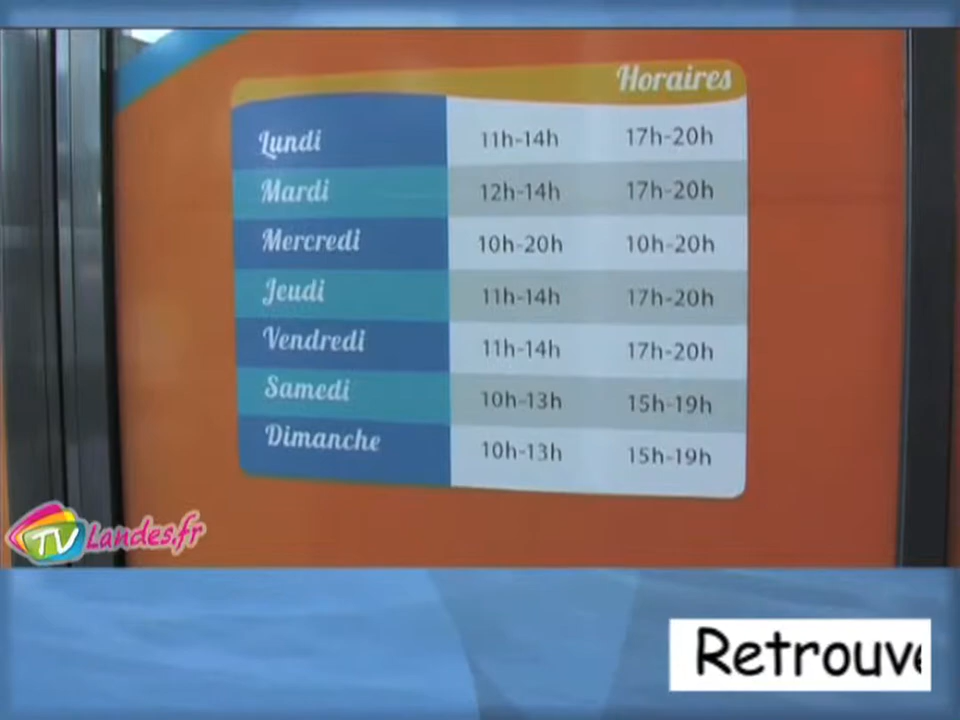 Horaires
Lundi 11h-14h 17h-20h
Mardi 12h-14h 17h-20h
Mercredi 10h-20h 10h-20h
Jeudi 11h-14h 17h-20h
Vendredi 11h-14h 17h-20h
Samedi 10h-13h 15h-19h
Dimanche 10h-13h 15h-19h
TV Landes.fr
Retrouve